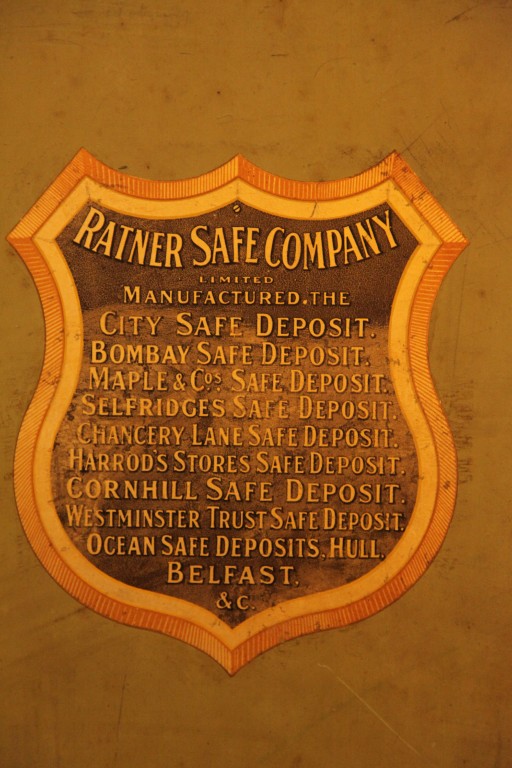 RATNER SAFE COMPANY
LIMITED
MANUFACTURED.THE
CITY SAFE DEPOSIT.
BOMBAY SAFE DEPOSIT.
MAPLE & COS. SAFE DEPOSIT.
SELFRIDGES SAFE DEPOSIT.
CHANCERY LANE SAFE DEPOSIT.
HARROD'S STORES SAFE DEPOSIT.
CORNHILL SAFE DEPOSIT.
WESTMINSTER TRUST SAFE DEPOSIT.
OCEAN SAFE DEPOSITS, HULL,
BELFAST.
&C.